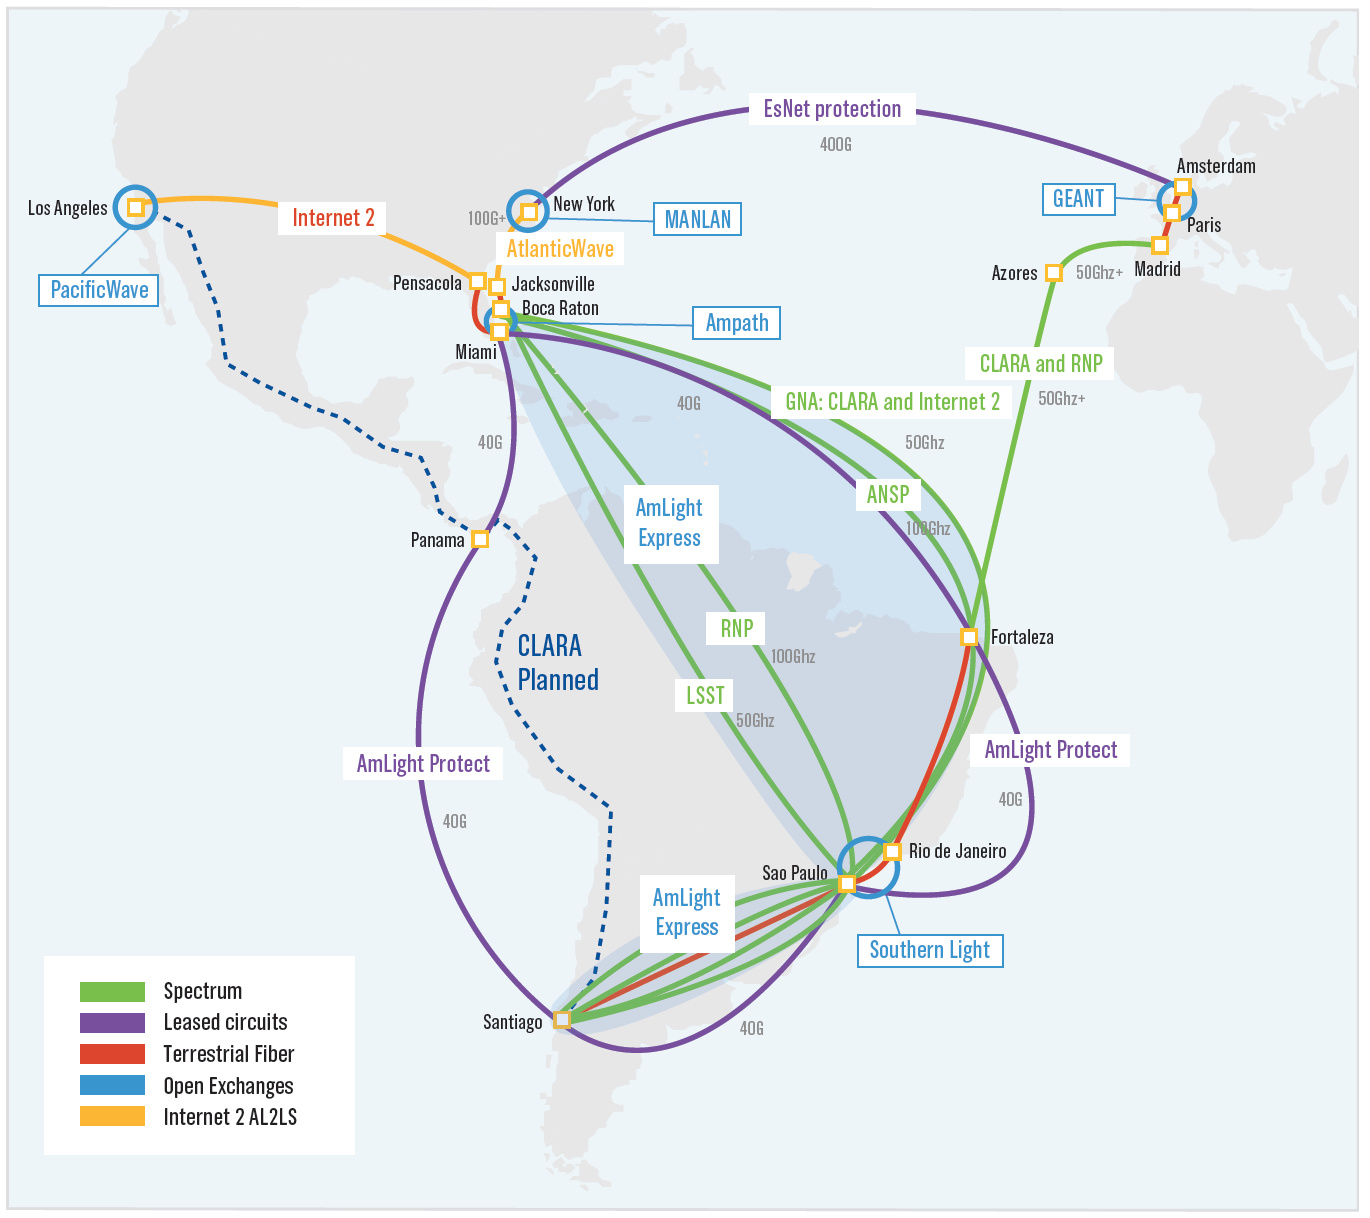 EsNet protection
400G
Amsterdam
GEANT
Los Angeles
New York
100G+
MANLAN
Internet 2
Paris
AtlanticWave
Azores
50Ghz+
Madrid
PacificWave
Pensacola
Jacksonville
Boca Raton
Ampath
Miami
CLARA and RNP
50Ghz+
40G
GNA: CLARA and Internet 2
40G
50Ghz
ANSP
100Ghz
AmLight
Express
Panama
RNP
Fortaleza
CLARA
Planned
100Ghz
LSST
50Ghz
AmLight Protect
AmLight Protect
40G
40G
Rio de Janeiro
Sao Paulo
AmLight
Express
Southern Light
Santiago
40G
Spectrum
Leased circuits
Terrestrial Fiber
Open Exchanges
Internet 2 AL2LS